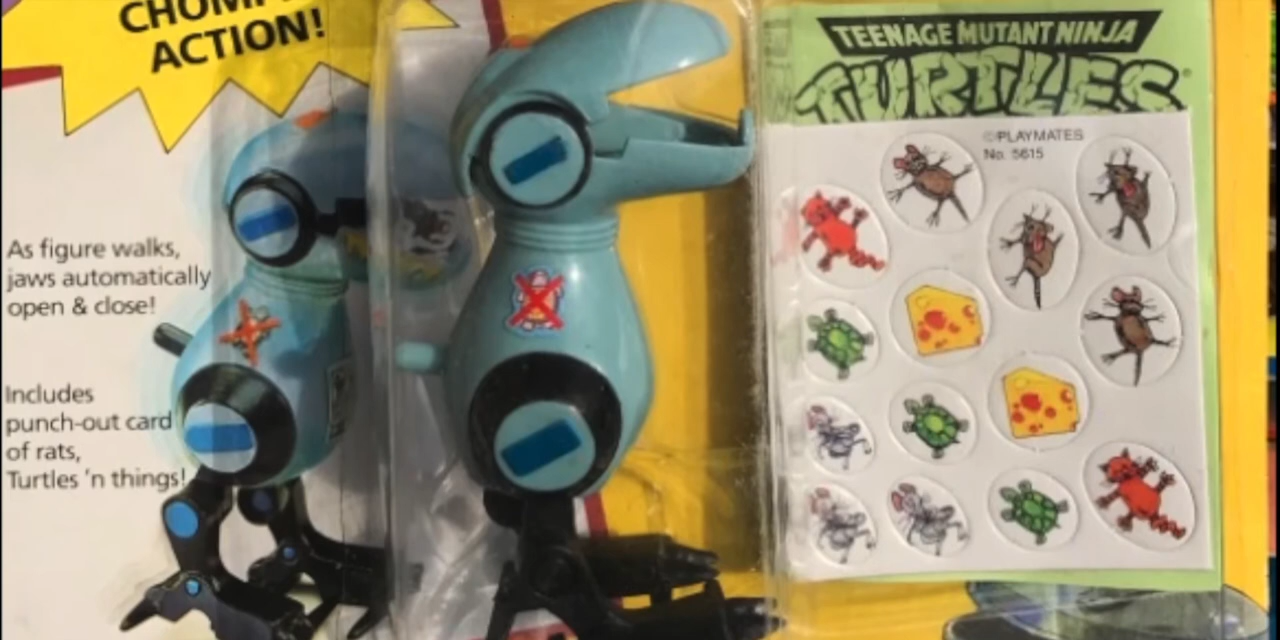 ACTION!
As figure walks,
jaws automatically
open & close!
Includes
punch-out card
of rats,
Turtles 'n things!
TEENAGE MUTANT NINJA
TURTLES
©PLAYMATES
No. 5615